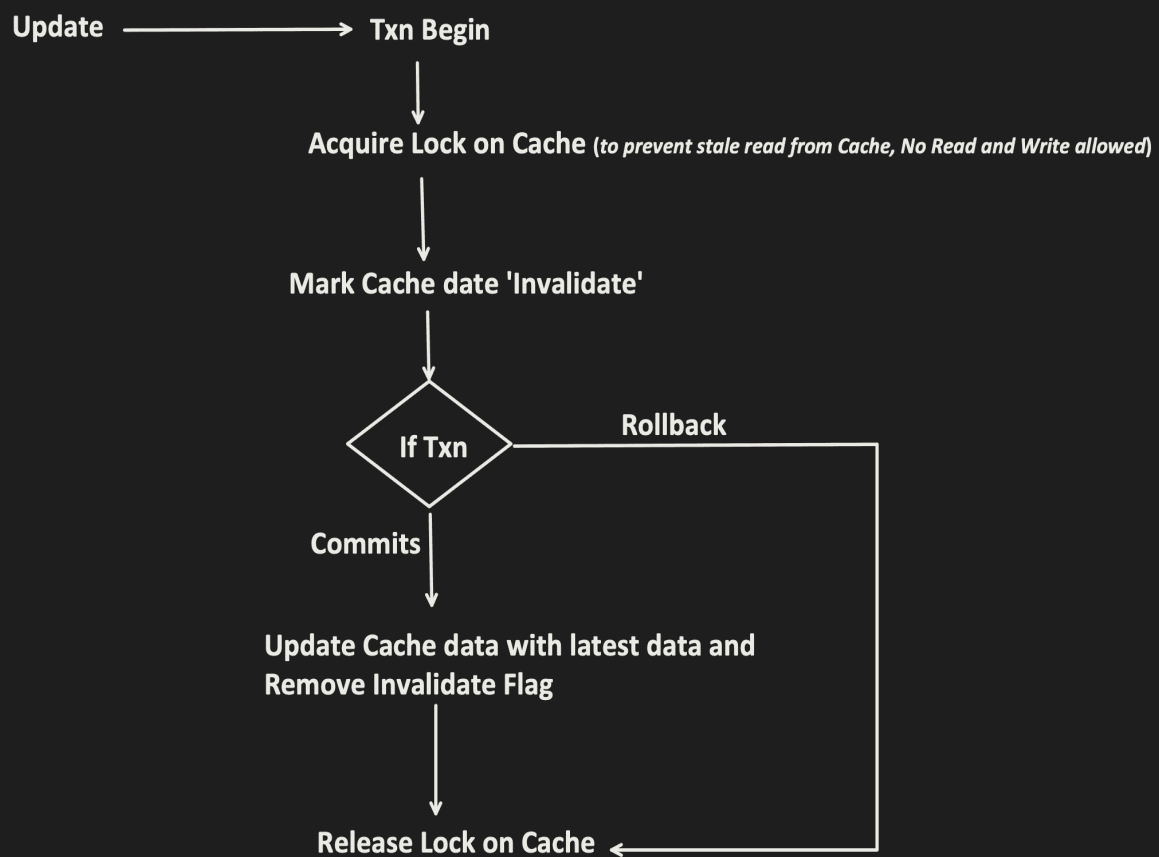 Update
Txn Begin
Acquire Lock on Cache (to prevent stale read from Cache, No Read and Write allowed)
Mark Cache date 'Invalidate'
If Txn
Rollback
Commits
Update Cache data with latest data and
Remove Invalidate Flag
Release Lock on Cache